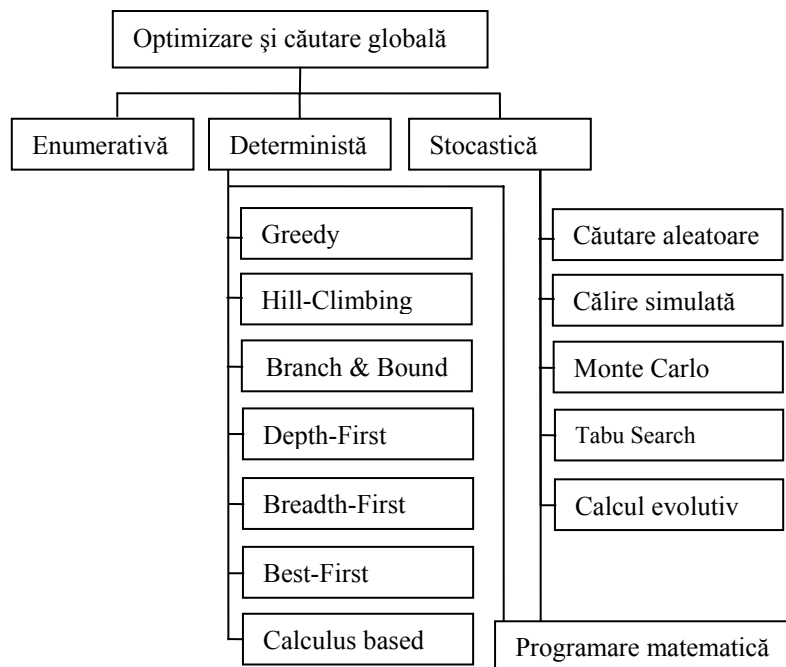 Optimizare şi căutare globală
Enumerativă
Deterministă
Stocastică
Greedy
Hill-Climbing
Branch & Bound
Depth-First
Breadth-First
Best-First
Calculus based
Căutare aleatoare
Călire simulată
Monte Carlo
Tabu Search
Calcul evolutiv
Programare matematică